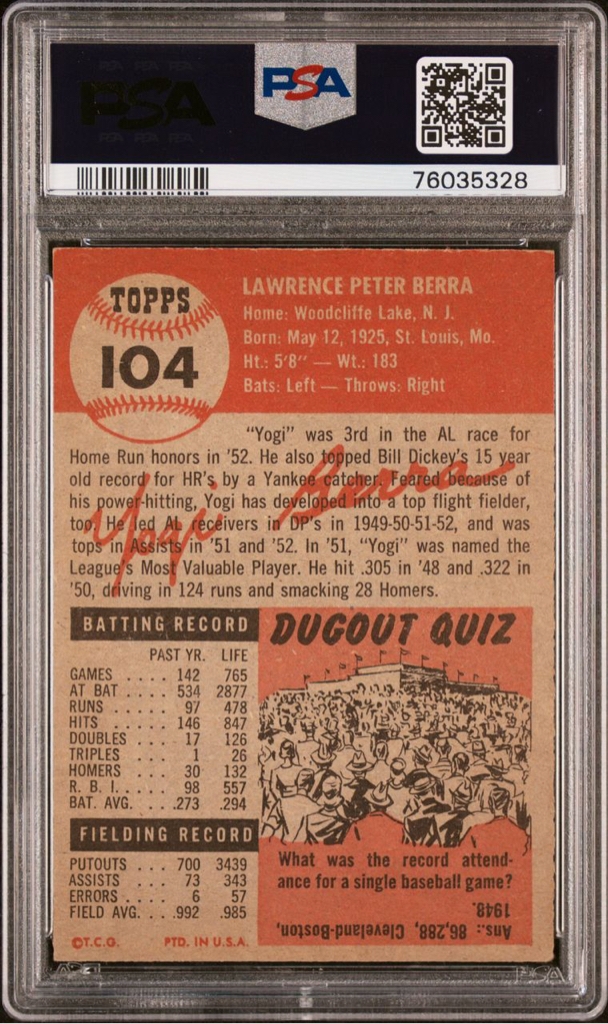 PSA
PSA
76035328
TOPPS
104
LAWRENCE PETER BERRA
Home: Woodcliffe Lake, N. J.
Born: May 12, 1925, St. Louis, Mo.
Ht.: 5'8" — Wt.: 183
Bats: Left — Throws: Right
"Yogi" was 3rd in the AL race for
Home Run honors in '52. He also topped Bill Dickey's 15 year
old record for HR's by a Yankee catcher. Feared because of
his power-hitting, Yogi has developed into a top flight fielder,
too. He led AL receivers in DP's in 1949-50-51-52, and was
tops in Assists in '51 and '52. In '51, "Yogi" was named the
League's Most Valuable Player. He hit .305 in '48 and .322 in
'50, driving in 124 runs and smacking 28 Homers.
Yogi Berra
BATTING RECORD
PAST YR. LIFE
GAMES .... 142 765
AT BAT .... 534 2877
RUNS ..... 97 478
HITS ..... 146 847
DOUBLES ... 17 126
TRIPLES ... 1 26
HOMERS ... 30 132
R. B. I. .... 98 557
BAT. AVG. ... .273 .294
FIELDING RECORD
PUTOUTS ... 700 3439
ASSISTS ... 73 343
ERRORS .... 6 57
FIELD AVG. ... .992 .985
©T.C.G. PTD. IN U.S.A.
DUGOUT QUIZ
What was the record attend-
ance for a single baseball game?
Ans.: 86,288, Cleveland-Boston,
1948.
PSA